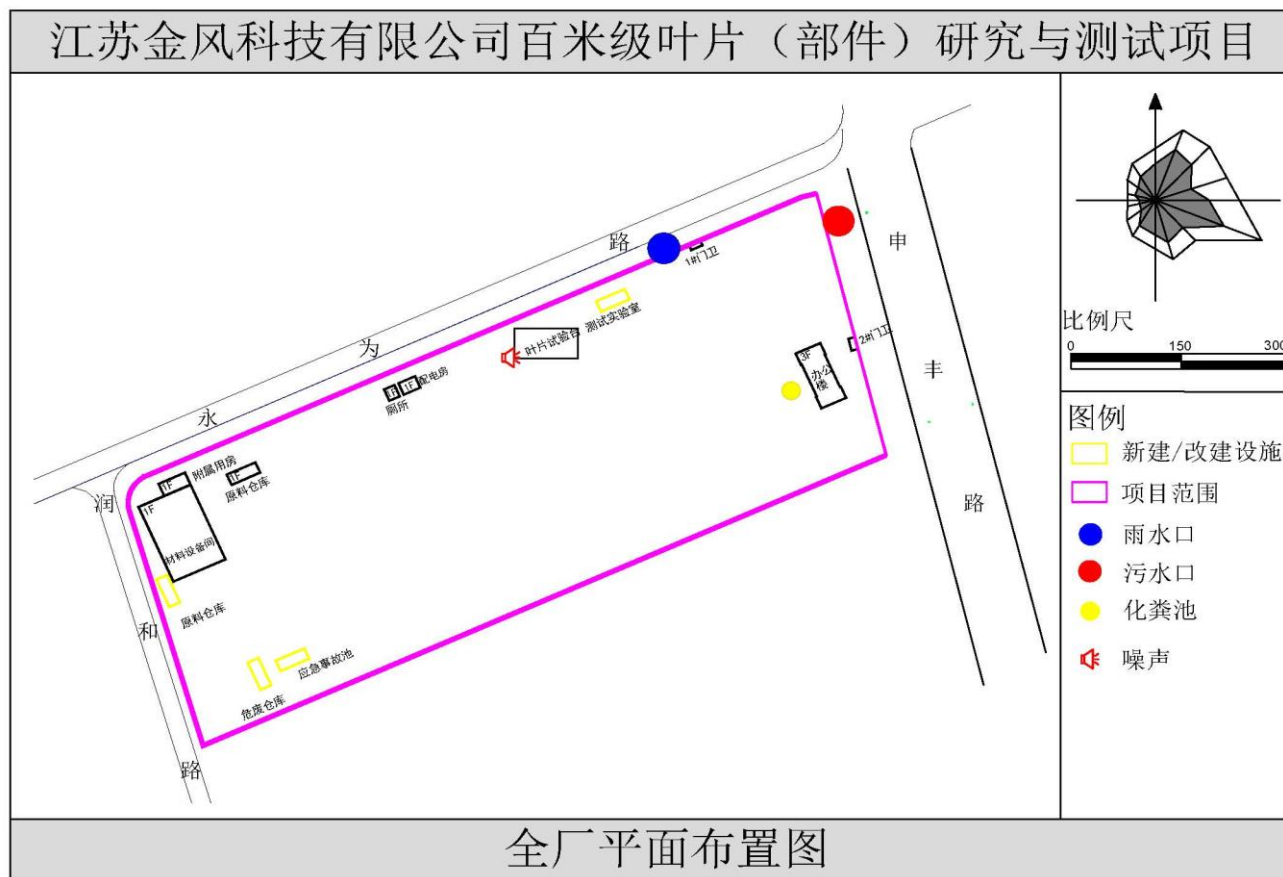 江苏金风科技有限公司百米级叶片（部件）研究与测试项目
路
为
永
润
和
路
申
丰
路
1#门卫
测试实验室
叶片试验台
2#门卫
3F
办公楼
1F
配电房
1F
厕所
附属用房
1F
1F
原料仓库
1F
材料设备间
原料仓库
应急事故池
危废仓库
比例尺
0 150 300
图例
新建/改建设施
项目范围
雨水口
污水口
化粪池
噪声
全厂平面布置图